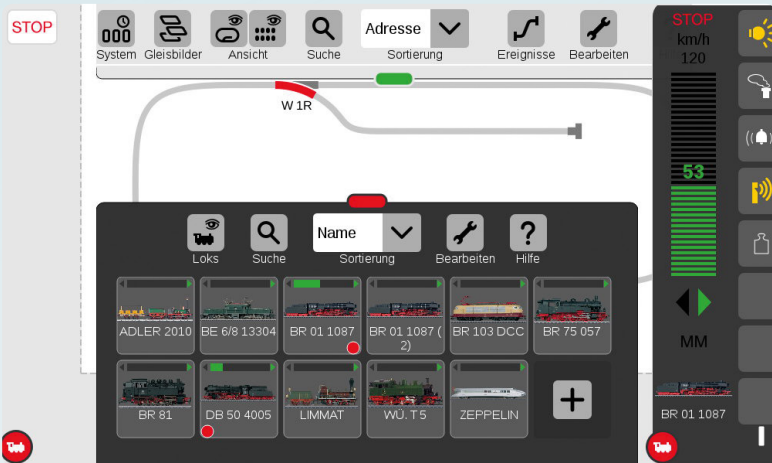 STOP
Adresse
System Gleisbilder Ansicht Suche Sortierung Ereignisse Bearbeiten
W 1R
STOP
km/h
120
53
MM
BR 01 1087
Name
Loks Suche Sortierung Bearbeiten Hilfe
ADLER 2010 BE 6/8 13304 BR 01 1087 BR 01 1087 ( 2) BR 103 DCC BR 75 057
BR 81 DB 50 4005 LIMMAT WÜ. T 5 ZEPPELIN